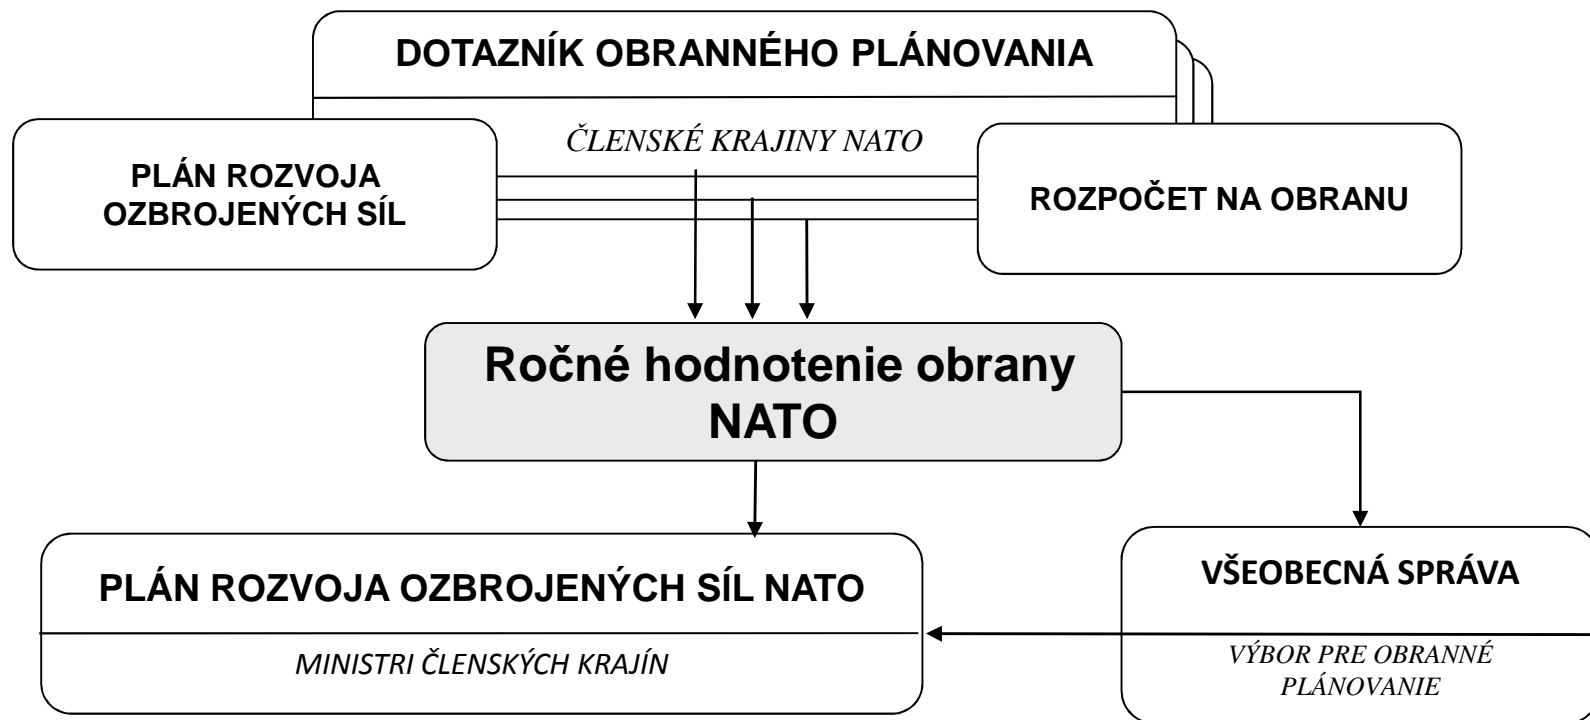 DOTAZNÍK OBRANNÉHO PLÁNOVANIA
ČLENSKÉ KRAJINY NATO
PLÁN ROZVOJA
OZBROJENÝCH SÍL
ROZPOČET NA OBRANU
Ročné hodnotenie obrany
NATO
PLÁN ROZVOJA OZBROJENÝCH SÍL NATO
MINISTRI ČLENSKÝCH KRAJÍN
VŠEOBECNÁ SPRÁVA
VÝBOR PRE OBRANNÉ
PLÁNOVANIE